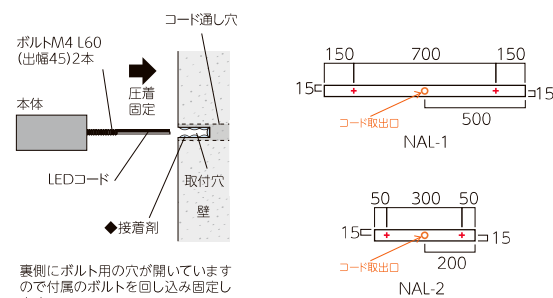 コード通し穴
ボルトM4 L60
(出幅45)2本
圧着
固定
本体
LEDコード
取付穴
◆接着剤
壁
裏側にボルト用の穴が開いています
ので付属のボルトを回し込み固定し
150 700 150
15
15
コード取出口
500
NAL-1
50 300 50
15
15
コード取出口
200
NAL-2